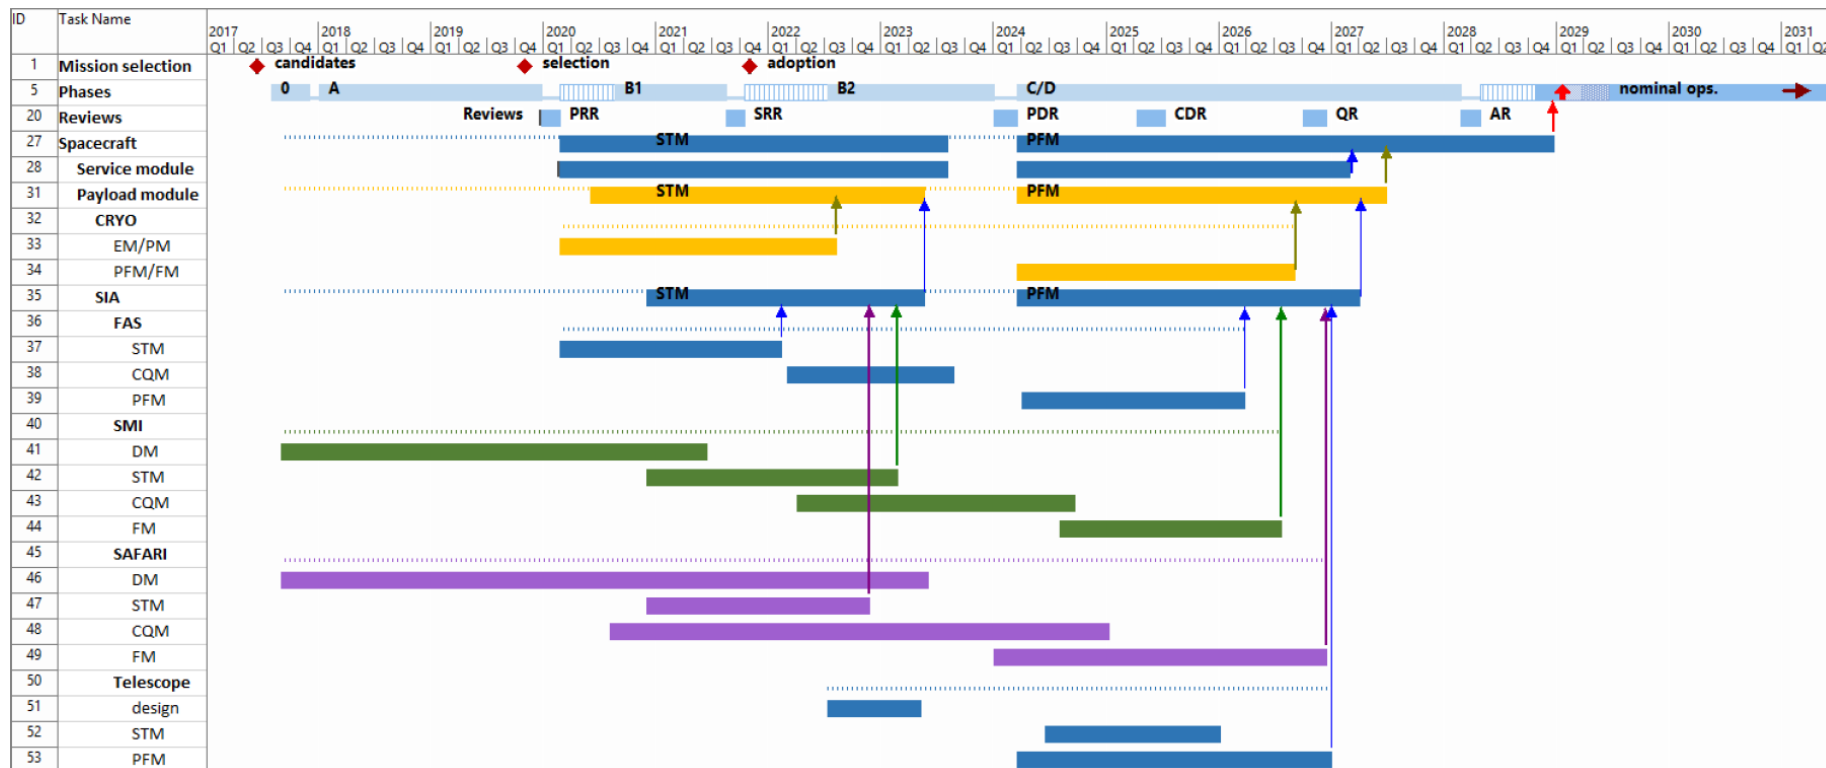 ID Task Name
2017 2018 2019 2020 2021 2022 2023 2024 2025 2026 2027 2028 2029 2030 2031
Q1 Q2 Q3 Q4 Q1 Q2 Q3 Q4 Q1 Q2 Q3 Q4 Q1 Q2 Q3 Q4 Q1 Q2 Q3 Q4 Q1 Q2 Q3 Q4 Q1 Q2 Q3 Q4 Q1 Q2 Q3 Q4 Q1 Q2 Q3 Q4 Q1 Q2 Q3 Q4 Q1 Q2 Q3 Q4 Q1 Q2 Q3 Q4 Q1 Q2 Q3 Q4 Q1 Q2 Q3 Q4 Q1 Q2
1 Mission selection candidates selection adoption
5 Phases 0 A B1 B2 C/D nominal ops.
20 Reviews Reviews PRR SRR PDR CDR QR AR
27 Spacecraft STM PFM
28 Service module
31 Payload module STM PFM
32 CRYO
33 EM/PM
34 PFM/FM
35 SIA STM PFM
36 FAS
37 STM
38 CQM
39 PFM
40 SMI
41 DM
42 STM
43 CQM
44 FM
45 SAFARI
46 DM
47 STM
48 CQM
49 FM
50 Telescope
51 design
52 STM
53 PFM